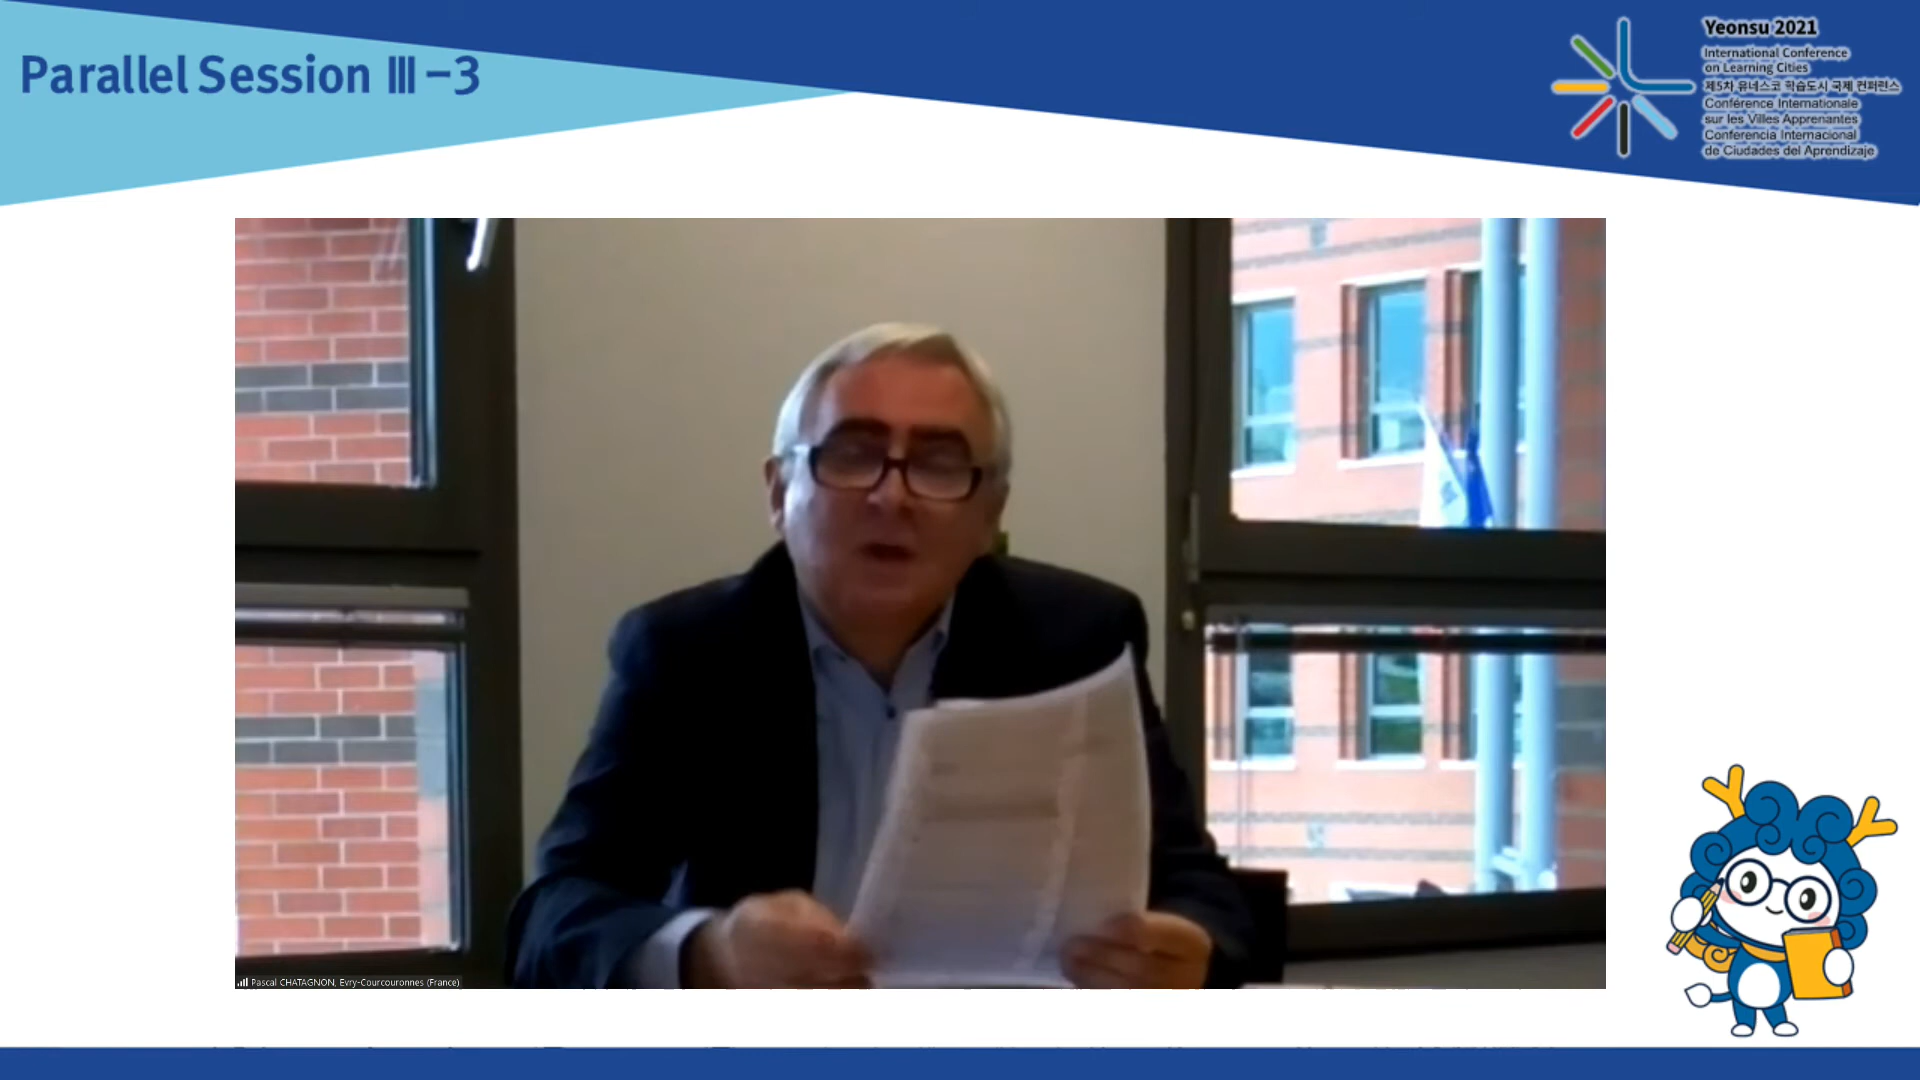 Parallel Session Ⅲ-3
Yeonsu 2021
International Conference
on Learning Cities
제5차 유네스코 학습도시 국제 컨퍼런스
Conférence Internationale
sur les Villes Apprenantes
Conferencia Internacional
de Ciudades del Aprendizaje
Pascal CHATAGNON, Evry-Courcouronnes (France)